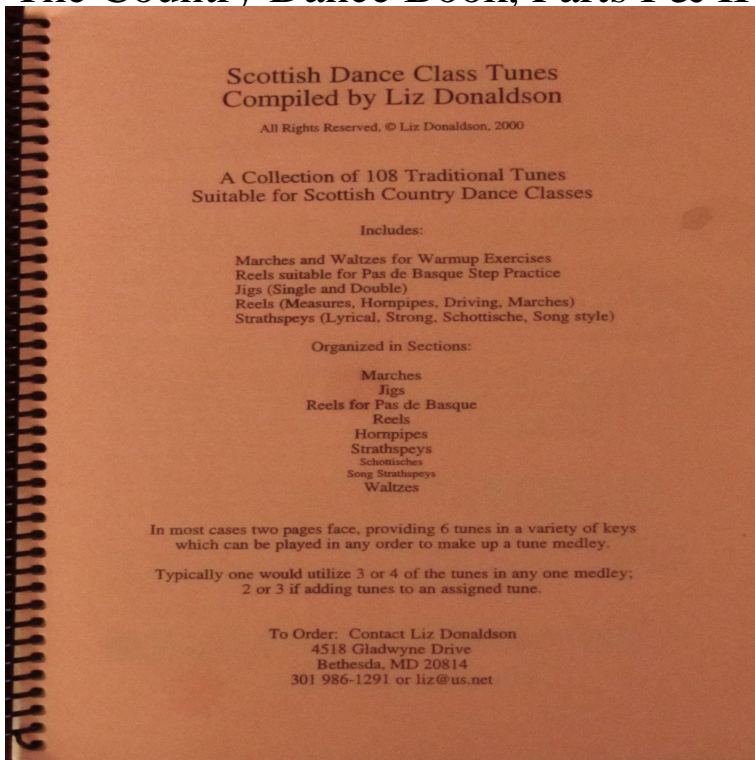 The Country Dance Book, Parts I & II
Scottish Dance Class Tunes
Compiled by Liz Donaldson
All Rights Reserved, © Liz Donaldson, 2000
A Collection of 108 Traditional Tunes
Suitable for Scottish Country Dance Classes
Includes:
Marches and Waltzes for Warmup Exercises
Reels suitable for Pas de Basque Step Practice
Jigs (Single and Double)
Reels (Measures, Hornpipes, Driving, Marches)
Strathspeys (Lyrical, Strong, Schottische, Song style)
Organized in Sections:
Marches
Jigs
Reels for Pas de Basque
Reels
Hornpipes
Strathspeys
Schottisches
Song Strathspeys
Waltzes
In most cases two pages face, providing 6 tunes in a variety of keys
which can be played in any order to make up a tune medley.
Typically one would utilize 3 or 4 of the tunes in any one medley;
2 or 3 if adding tunes to an assigned tune.
To Order: Contact Liz Donaldson
4518 Gladwyne Drive
Bethesda, MD 20814
301 986-1291 or liz@us.net